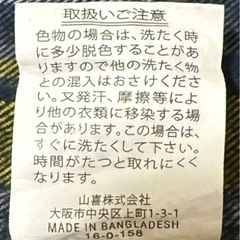 取扱いご注意
色物の場合は、洗たく時
に多少脱色することがあ
りますので他の洗たく物
との混入はおさけくださ
い。又発汗、摩擦等によ
り他の衣類に移染する場
合があります。この場合は、
すぐに洗たくして下さい。
時間がたつと取れにくく
なります。
山喜株式会社
大阪市中央区上町1-3-1
MADE IN BANGLADESH
16-0-158